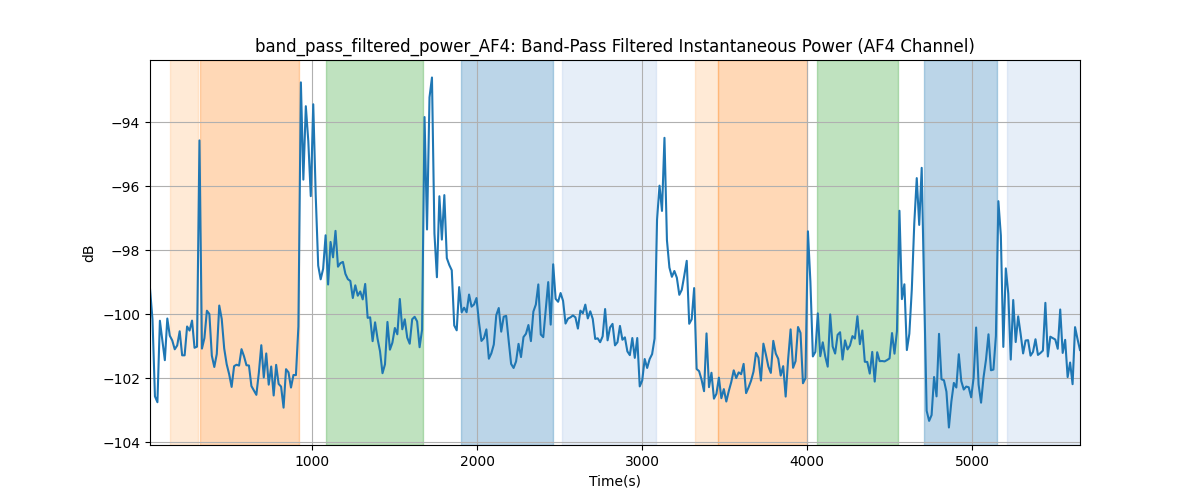 band_pass_filtered_power_AF4: Band-Pass Filtered Instantaneous Power (AF4 Channel)
dB
−94
−96
−98
−100
−102
−104
1000 2000 3000 4000 5000
Time(s)